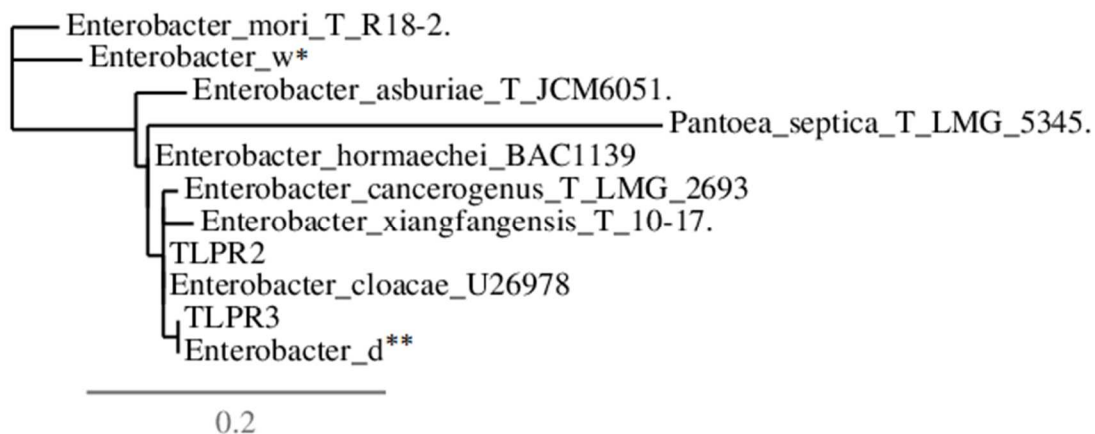 Enterobacter_mori_T_R18-2.
Enterobacter_w*
Enterobacter_asburiae_T_JCM6051.
Pantoea_septica_T_LMG_5345.
Enterobacter_hormaechei_BAC1139
Enterobacter_cancerogenus_T_LMG_2693
Enterobacter_xiangfangensis_T_10-17.
TLPR2
Enterobacter_cloacae_U26978
TLPR3
Enterobacter_d**
0.2